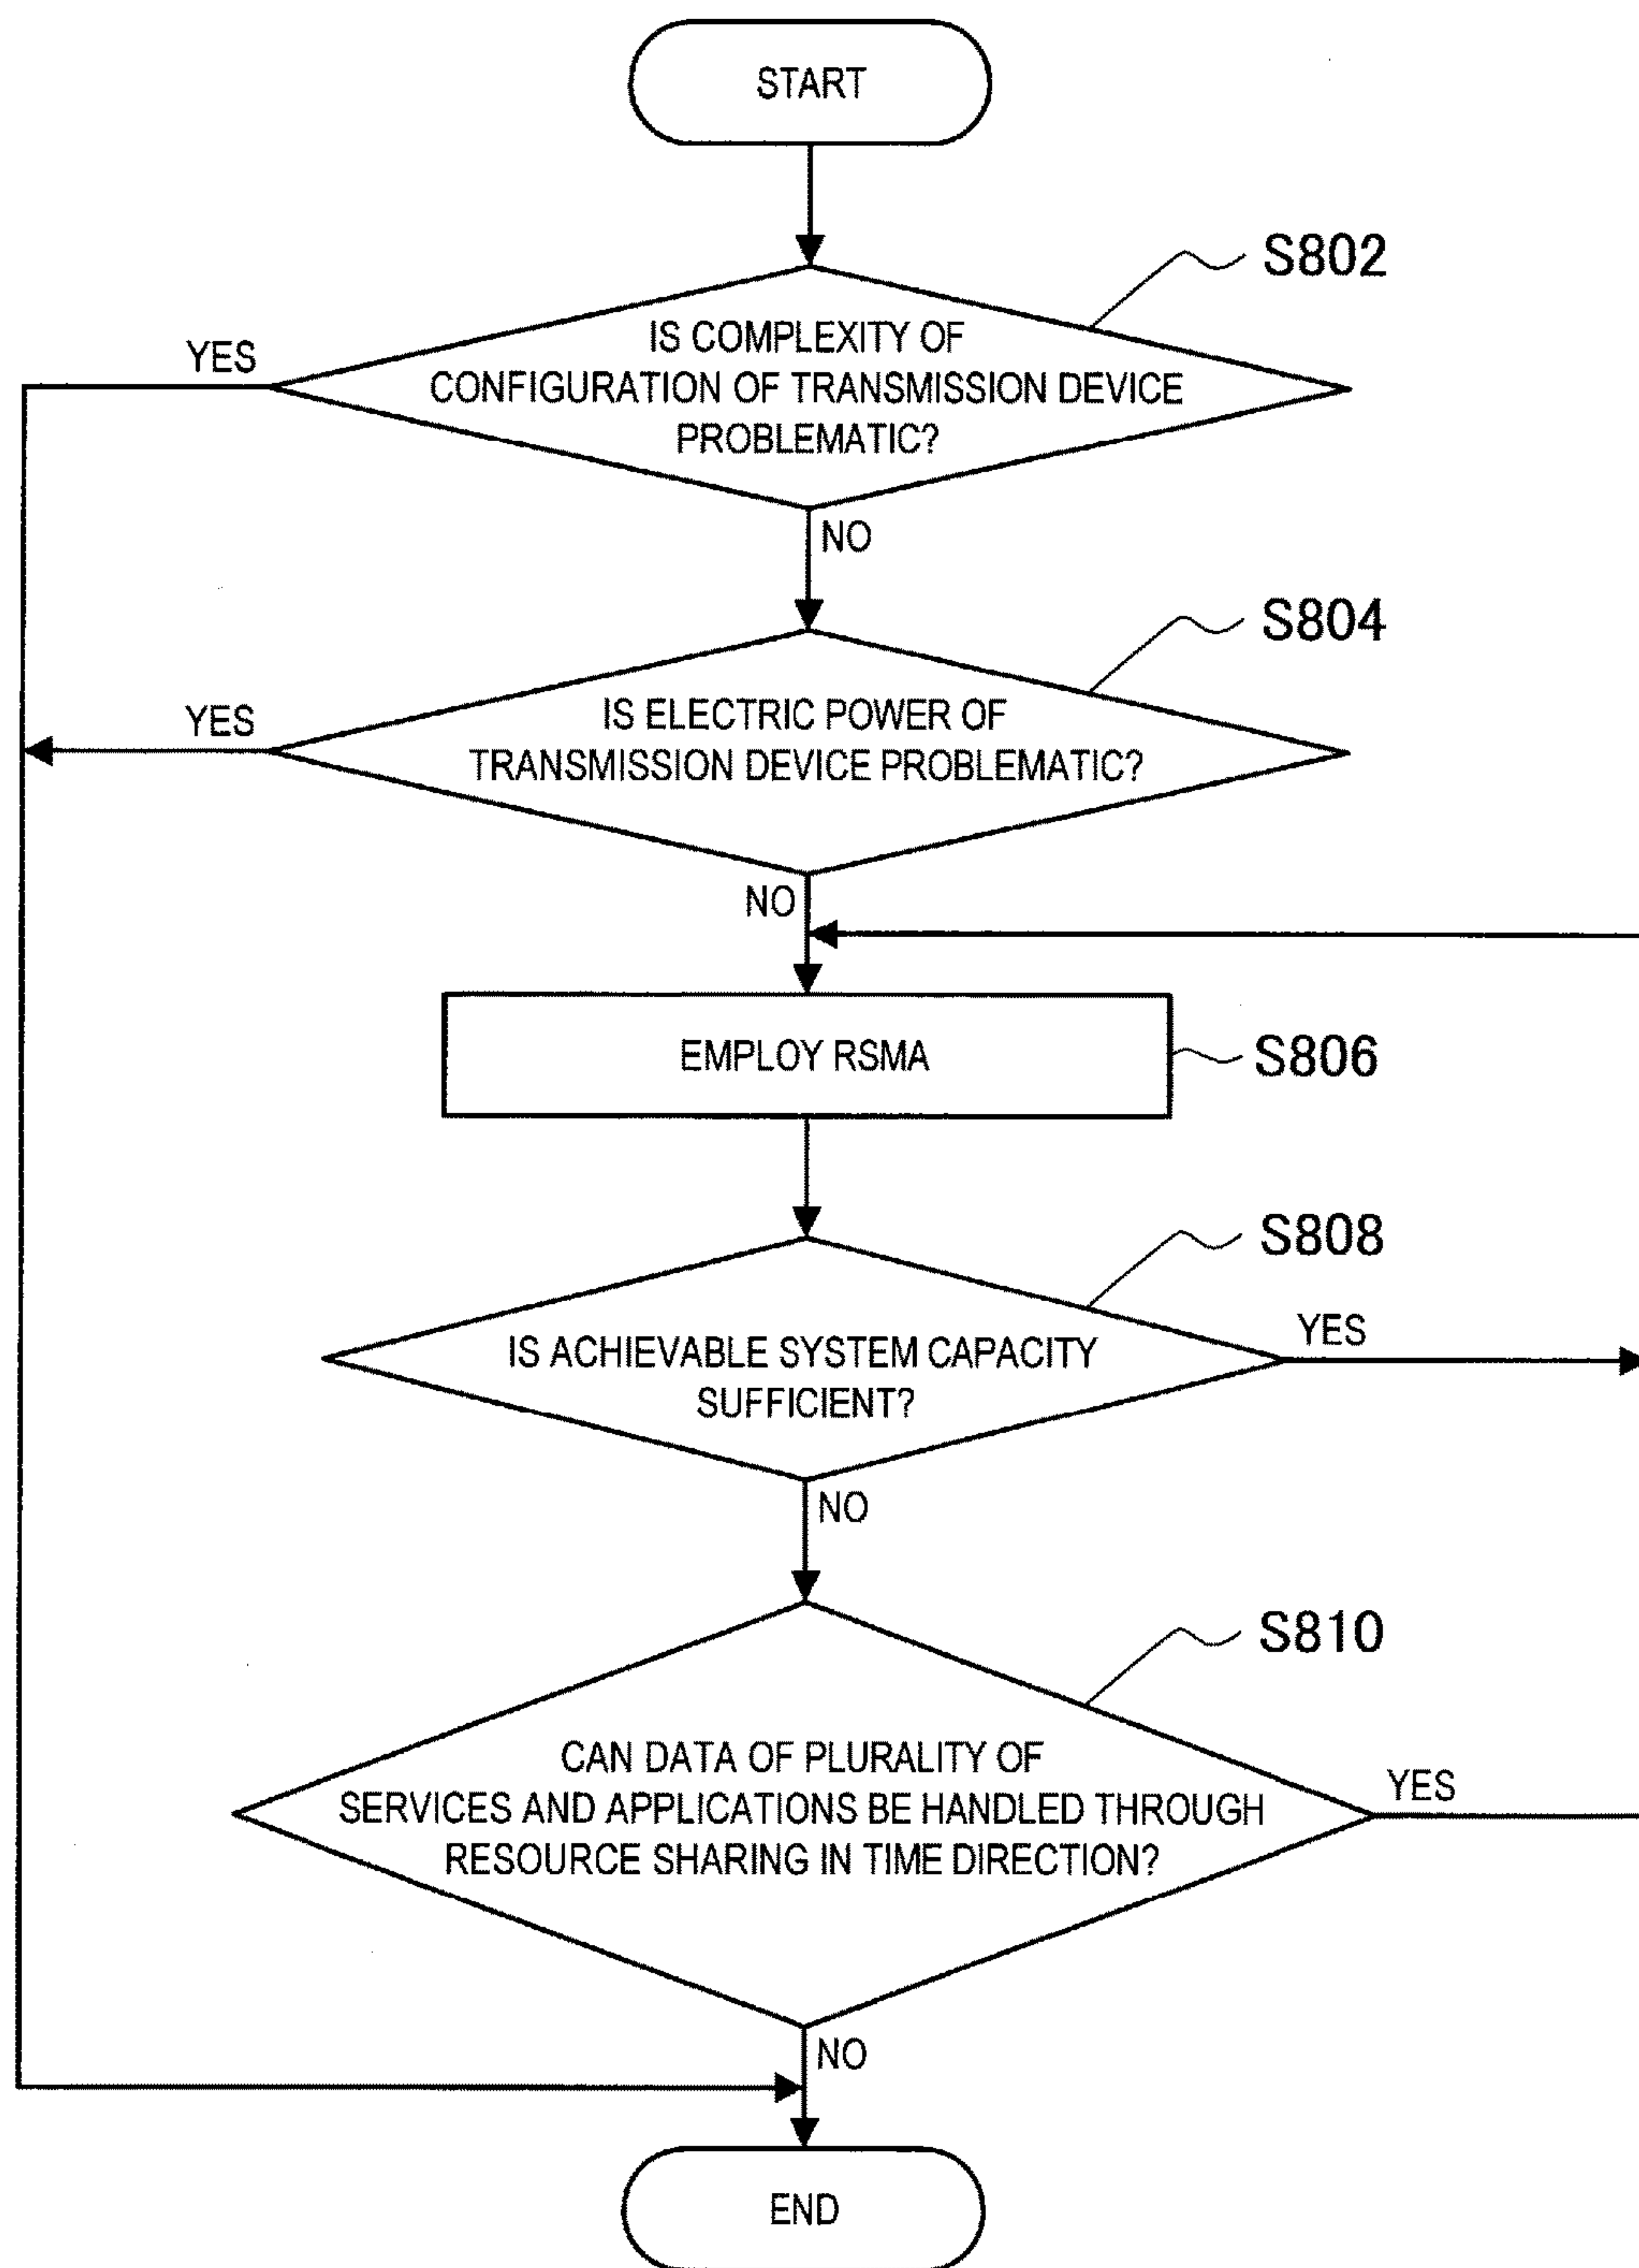 START
S802
IS COMPLEXITY OF
CONFIGURATION OF TRANSMISSION DEVICE
PROBLEMATIC?
YES
NO
S804
IS ELECTRIC POWER OF
TRANSMISSION DEVICE PROBLEMATIC?
YES
NO
EMPLOY RSMA
S806
S808
IS ACHIEVABLE SYSTEM CAPACITY
SUFFICIENT?
YES
NO
S810
CAN DATA OF PLURALITY OF
SERVICES AND APPLICATIONS BE HANDLED THROUGH
RESOURCE SHARING IN TIME DIRECTION?
YES
NO
END